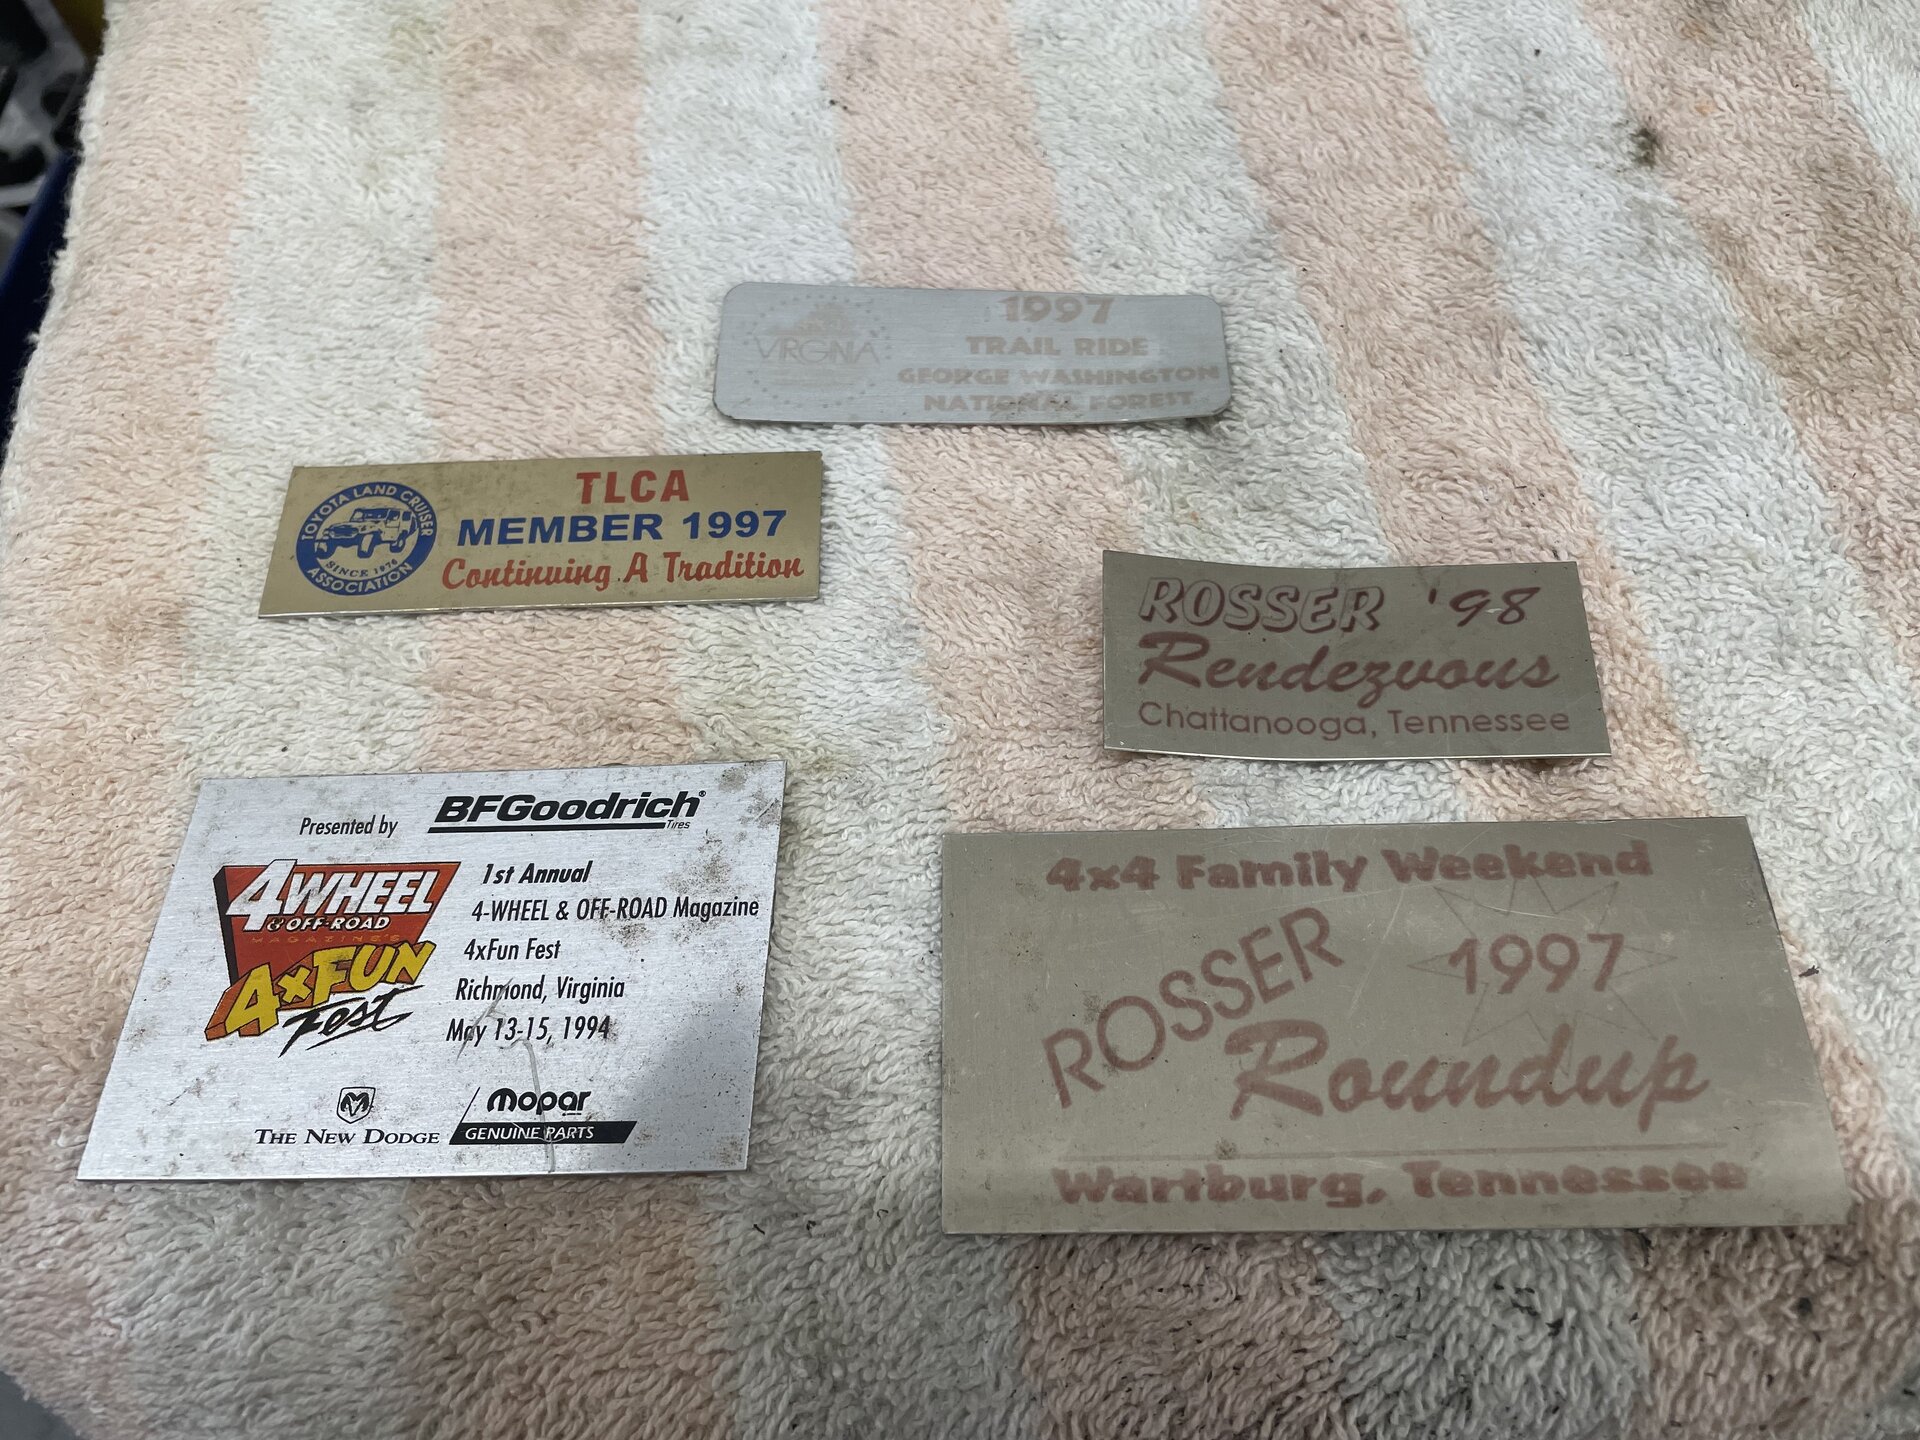 VIRGINIA
1997
TRAIL RIDE
GEORGE WASHINGTON
NATIONAL FOREST
TOYOTA LAND CRUISER
SINCE 1976
ASSOCIATION
TLCA
MEMBER 1997
Continuing A Tradition
ROSSER '98
Rendezvous
Chattanooga, Tennessee
Presented by BFGoodrich®
Tires
4WHEEL
& OFF-ROAD
MAGAZINE'S
4xFUN
Fest
1st Annual
4-WHEEL & OFF-ROAD Magazine
4xFun Fest
Richmond, Virginia
May 13-15, 1994
THE NEW DODGE
Mopar
GENUINE PARTS
4x4 Family Weekend
ROSSER 1997
Roundup
Wartburg, Tennessee